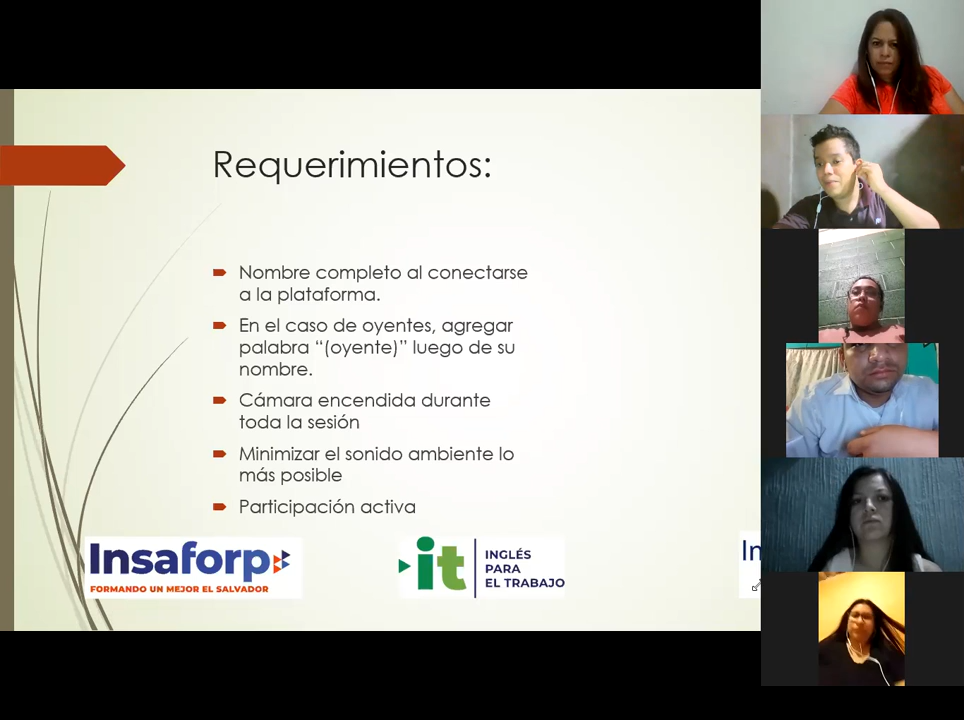 Requerimientos:
Nombre completo al conectarse
a la plataforma.
En el caso de oyentes, agregar
palabra “(oyente)” luego de su
nombre.
Cámara encendida durante
toda la sesión
Minimizar el sonido ambiente lo
más posible
Participación activa
Insaforp
FORMANDO UN MEJOR EL SALVADOR
it
INGLÉS
PARA
EL TRABAJO
In